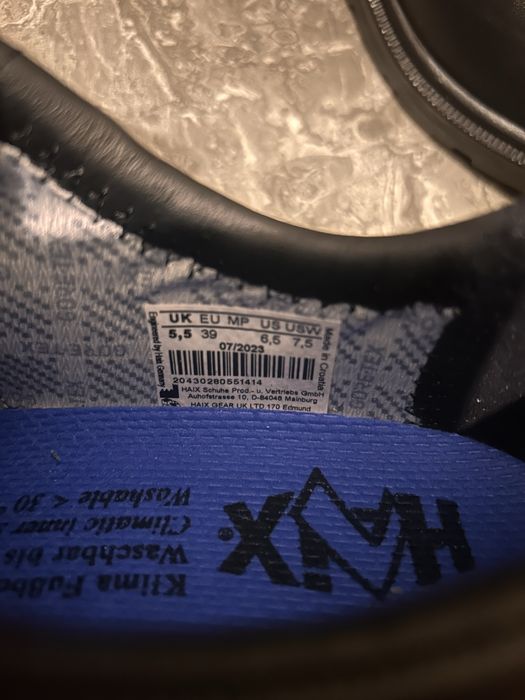 UK EU MP US USW
5,5 39 6,5 7,5
07/2023
20430280551414
HAIX Schuhe Prod.- u. Vertriebs GmbH
Auhofstrasse 10, D-84048 Mainburg
HAIX GEAR UK LTD 170 Edmund
Engineered by Haix Germany
Made in Croatia
HAIX®
Klima Fußbe
Waschbar bis
Climatic inner s
Washable < 30